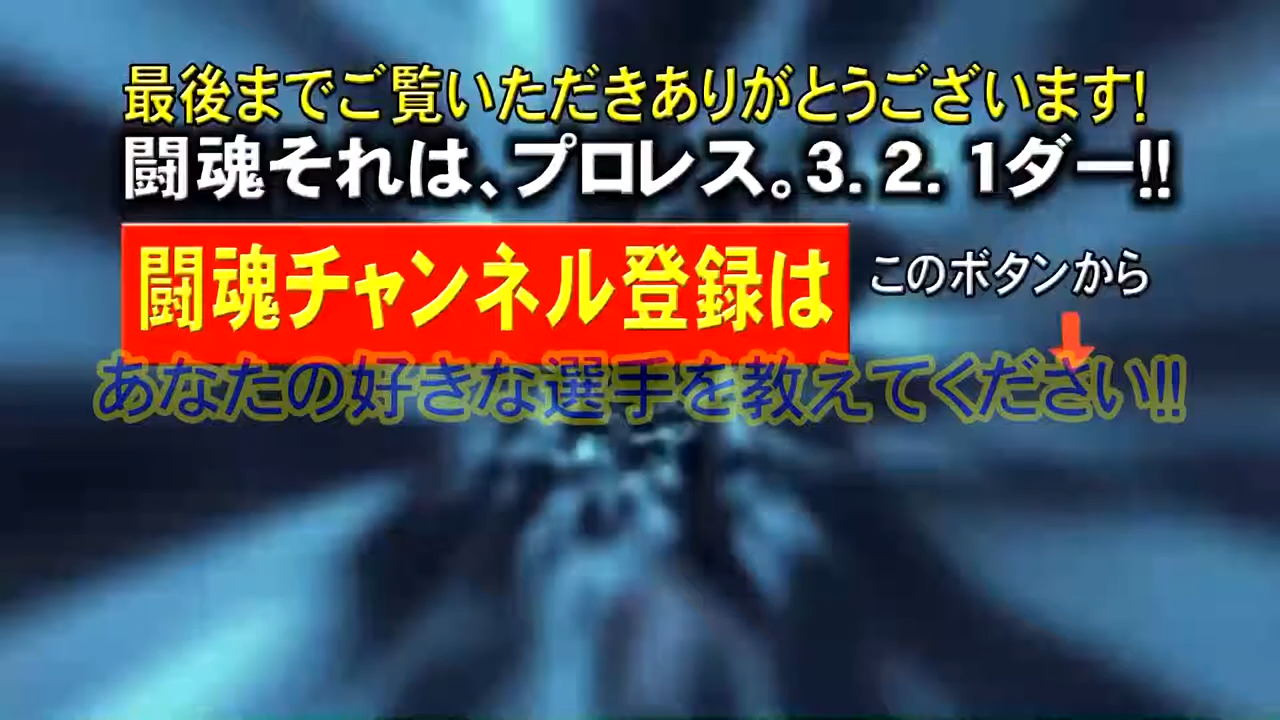 最後までご覧いただきありがとうございます!
闘魂それは、プロレス。3. 2. 1ダー!!
闘魂チャンネル登録は
このボタンから
あなたの好きな選手を教えてください!!